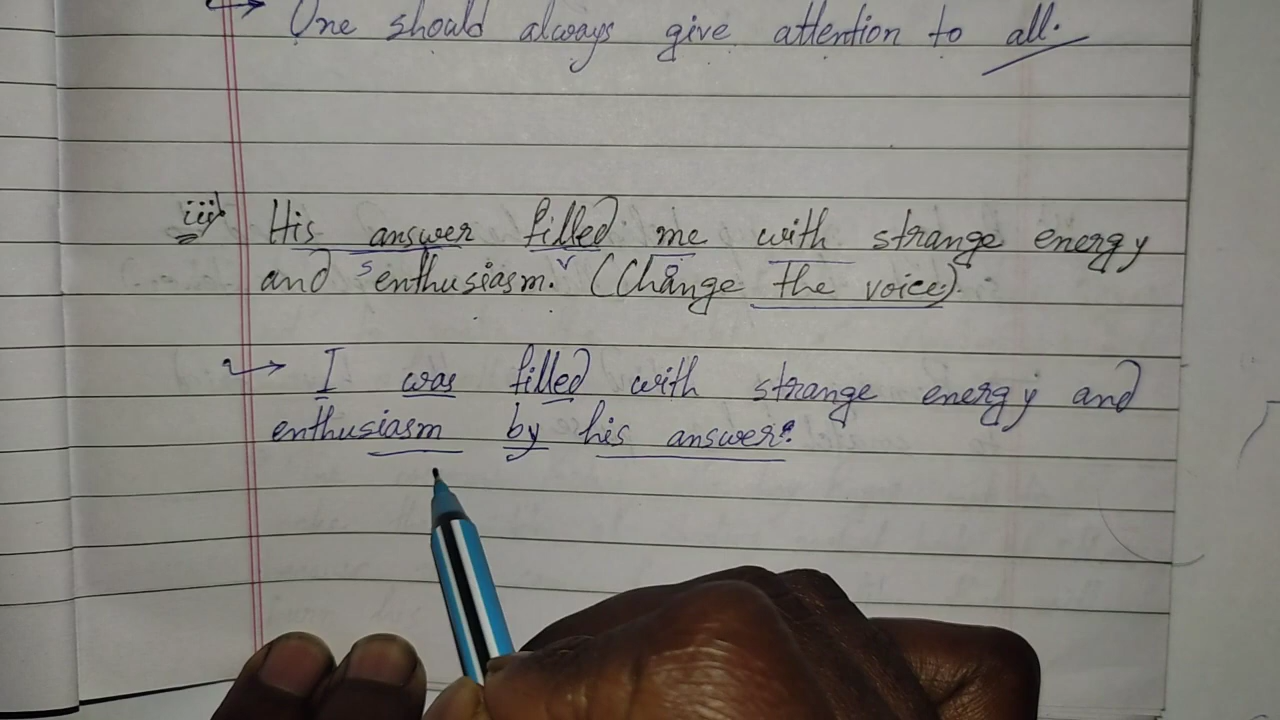 One should always give attention to all.
iii) His answer filled me with strange energy
and enthusiasm. (Change the voice).
S V O
→ I was filled with strange energy and
enthusiasm by his answer.